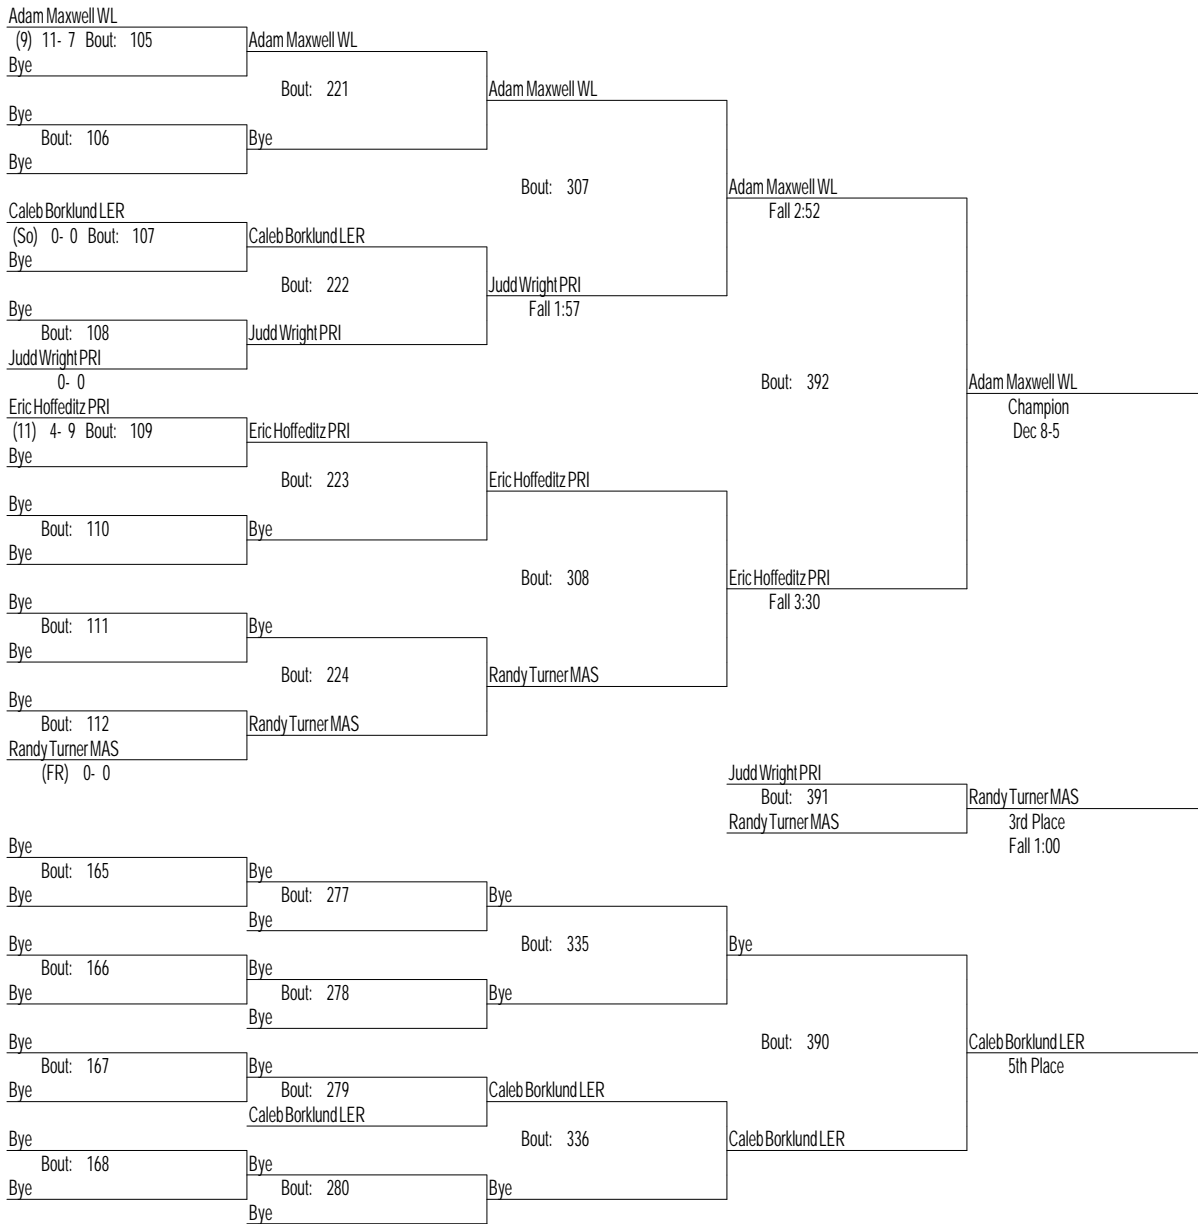 Adam Maxwell WL
(9) 11- 7 Bout: 105
Adam Maxwell WL
Bye
Bout: 221
Adam Maxwell WL
Bye
Bout: 106
Bye
Bye
Bout: 307
Adam Maxwell WL
Fall 2:52
Caleb Borklund LER
(So) 0- 0 Bout: 107
Caleb Borklund LER
Bye
Bout: 222
Judd Wright PRI
Fall 1:57
Bye
Bout: 108
Judd Wright PRI
Judd Wright PRI
0- 0
Bout: 392
Adam Maxwell WL
Champion
Dec 8-5
Eric Hoffeditz PRI
(11) 4- 9 Bout: 109
Eric Hoffeditz PRI
Bye
Bout: 223
Eric Hoffeditz PRI
Bye
Bout: 110
Bye
Bye
Bout: 308
Eric Hoffeditz PRI
Fall 3:30
Bye
Bout: 111
Bye
Bye
Bout: 224
Randy Turner MAS
Bye
Bout: 112
Randy Turner MAS
Randy Turner MAS
(FR) 0- 0
Judd Wright PRI
Bout: 391
Randy Turner MAS
Randy Turner MAS
3rd Place
Fall 1:00
Bye
Bout: 165
Bye
Bye
Bout: 277
Bye
Bye
Bye
Bout: 166
Bye
Bye
Bout: 278
Bye
Bye
Bout: 335
Bye
Bye
Bout: 167
Bye
Bye
Bout: 279
Caleb Borklund LER
Caleb Borklund LER
Bout: 390
Caleb Borklund LER
5th Place
Bye
Bout: 168
Bye
Bye
Bout: 280
Bye
Bye
Bout: 336
Caleb Borklund LER